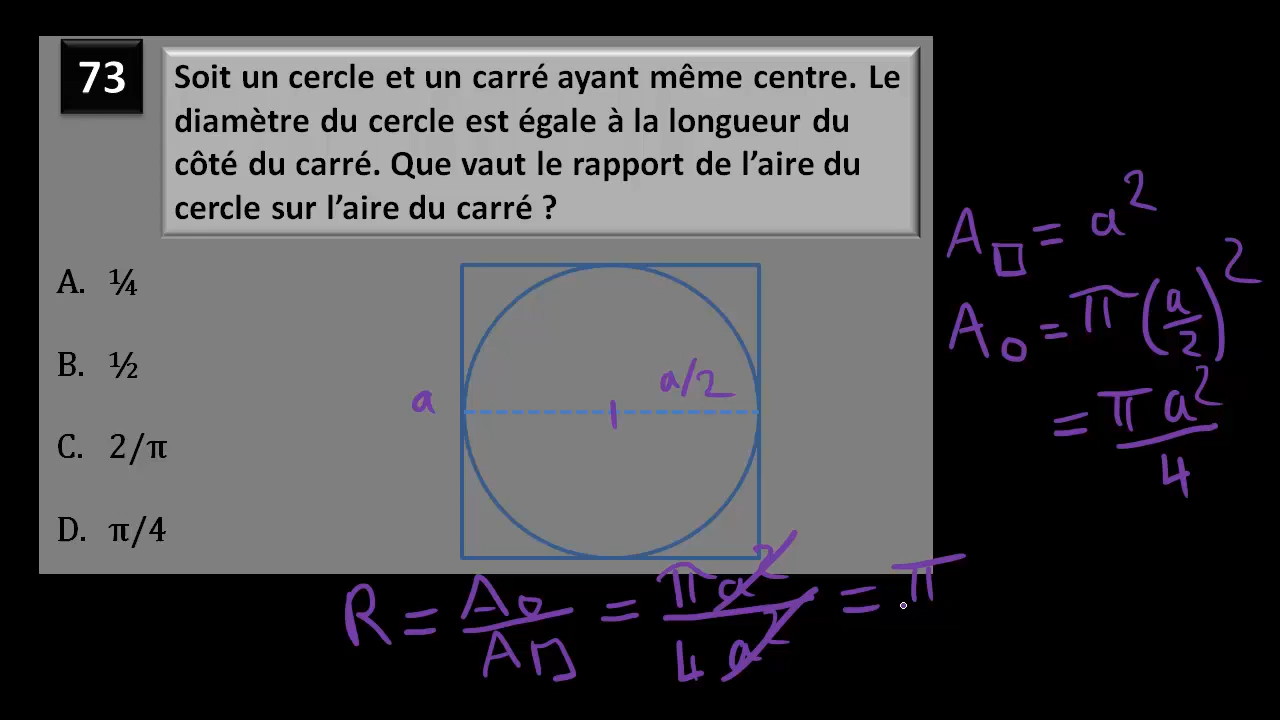 73
Soit un cercle et un carré ayant même centre. Le
diamètre du cercle est égale à la longueur du
côté du carré. Que vaut le rapport de l’aire du
cercle sur l’aire du carré ?
A. ¼
B. ½
C. 2/π
D. π/4
a
a/2
A□ = a²
A○ = π(a/2)²
= πa²/4
R = A○/A□ = πa²/4a² = π